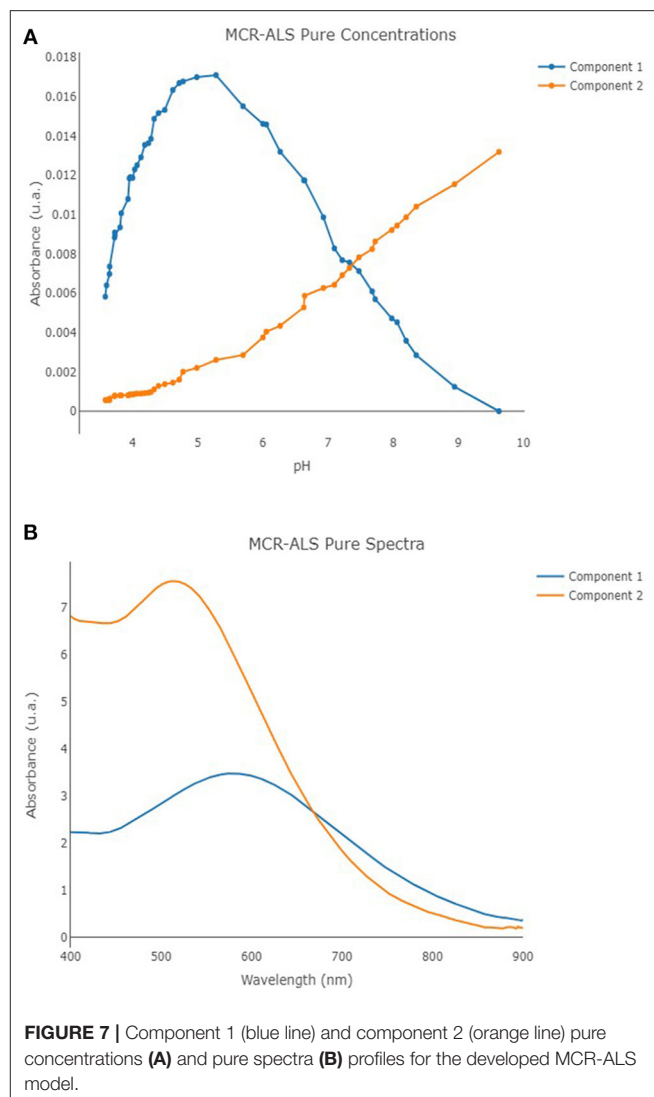 A
MCR-ALS Pure Concentrations
Component 1
Component 2
Absorbance (u.a.)
0.018
0.016
0.014
0.012
0.01
0.008
0.006
0.004
0.002
0
4 5 6 7 8 9 10
pH
B
MCR-ALS Pure Spectra
Component 1
Component 2
Absorbance (u.a.)
7
6
5
4
3
2
1
0
400 500 600 700 800 900
Wavelength (nm)
FIGURE 7 | Component 1 (blue line) and component 2 (orange line) pure
concentrations (A) and pure spectra (B) profiles for the developed MCR-ALS
model.